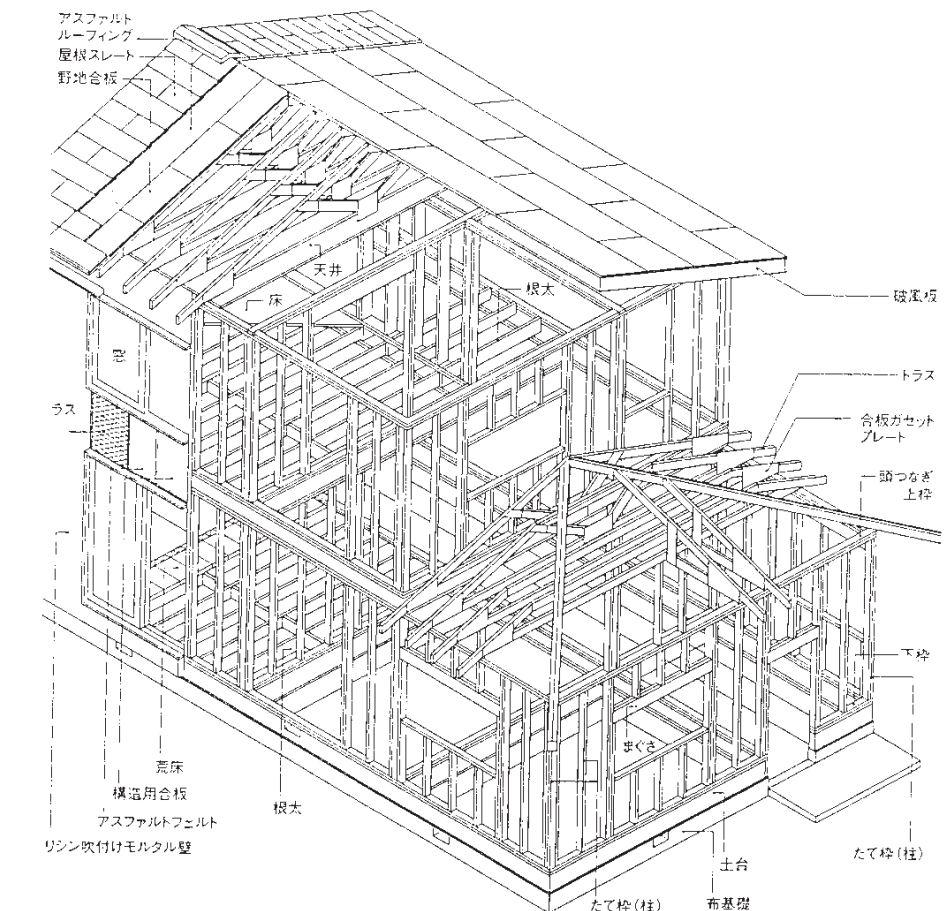 アスファルト
ルーフィング
屋根スレート
野地合板
天井
床
根太
破風板
窓
ラス
トラス
合板ガセット
プレート
頭つなぎ
上枠
下枠
まぐさ
荒床
構造用合板
アスファルトフェルト
リシン吹付けモルタル壁
根太
土台
たて枠(柱)
たて枠(柱)
布基礎